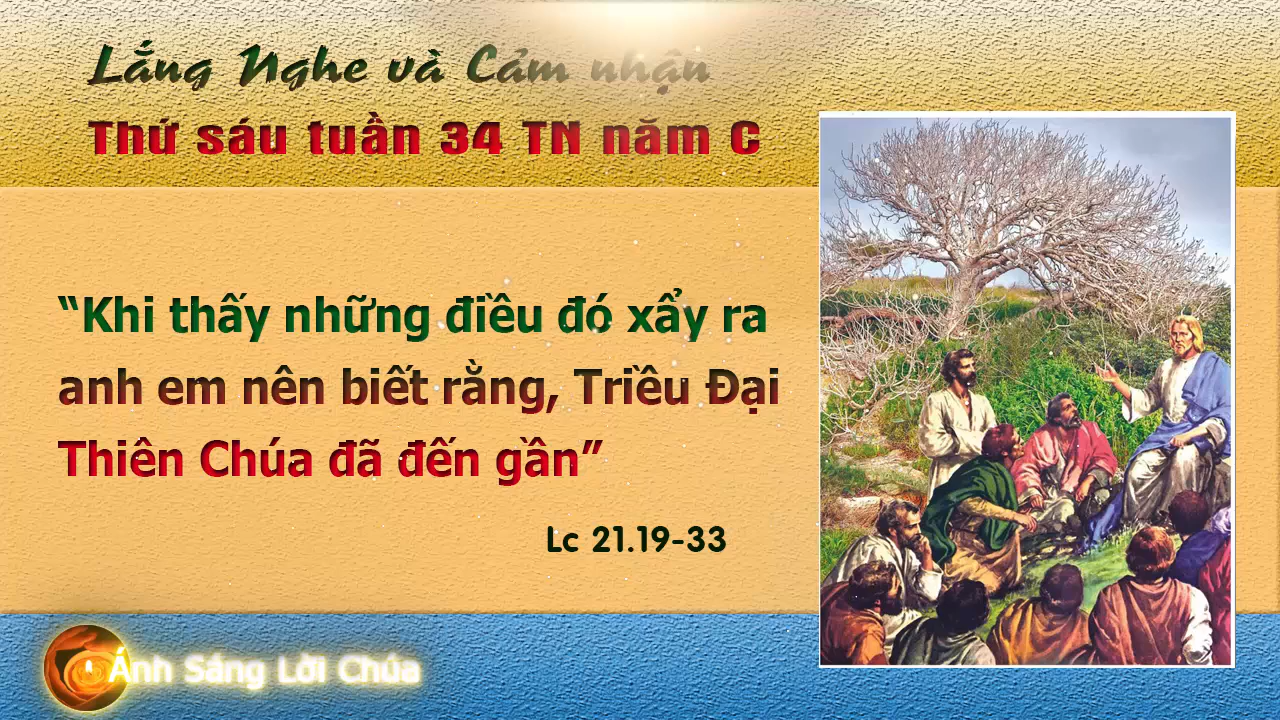 Lắng Nghe và Cảm nhận
Thứ sáu tuần 34 TN năm C
“Khi thấy những điều đó xẩy ra
anh em nên biết rằng, Triều Đại
Thiên Chúa đã đến gần”
Lc 21.19-33
Ánh Sáng Lời Chúa